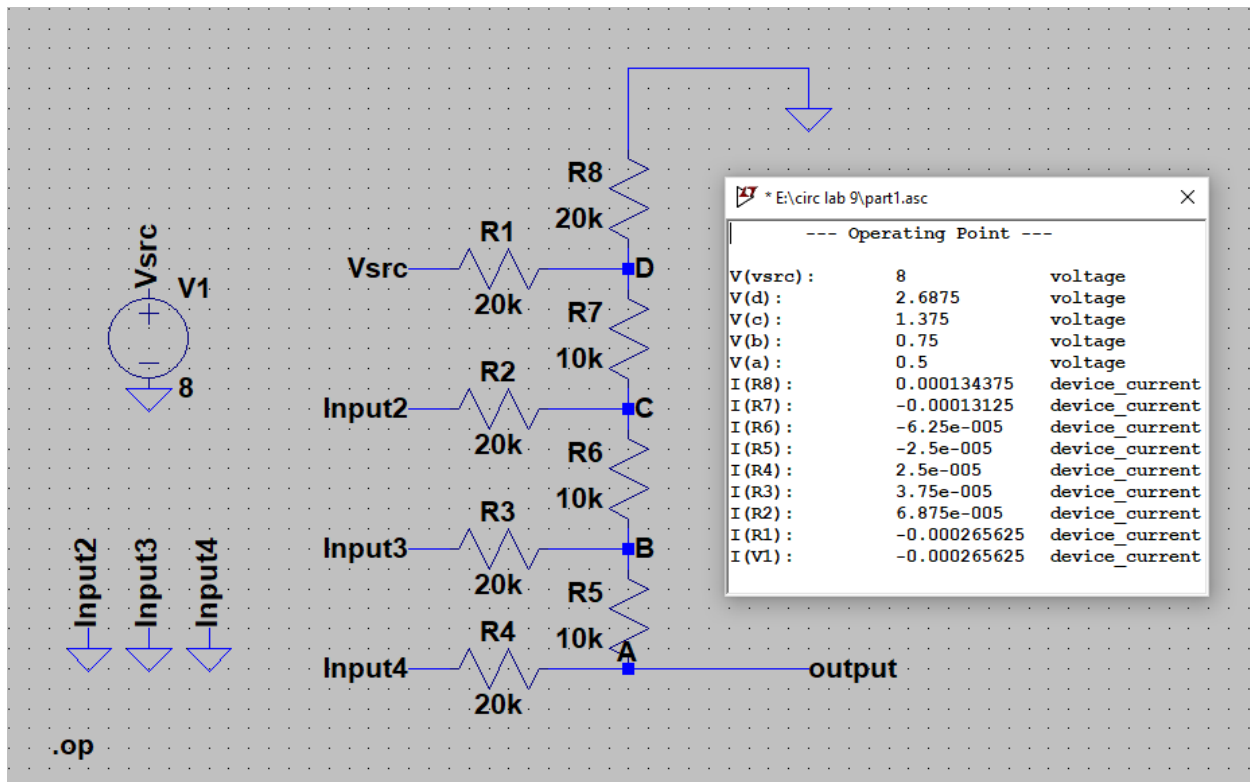 R8
20k
R1
Vsrc
20k
D
Vsrc
V1
8
R7
10k
R2
Input2
20k
C
R6
10k
R3
Input3
20k
B
R5
10k
R4
Input4
20k
A
output
Input2
Input3
Input4
.op
* E:\circ lab 9\part1.asc
--- Operating Point ---
V(vsrc): 8 voltage
V(d): 2.6875 voltage
V(c): 1.375 voltage
V(b): 0.75 voltage
V(a): 0.5 voltage
I(R8): 0.000134375 device_current
I(R7): -0.00013125 device_current
I(R6): -6.25e-005 device_current
I(R5): -2.5e-005 device_current
I(R4): 2.5e-005 device_current
I(R3): 3.75e-005 device_current
I(R2): 6.875e-005 device_current
I(R1): -0.000265625 device_current
I(V1): -0.000265625 device_current